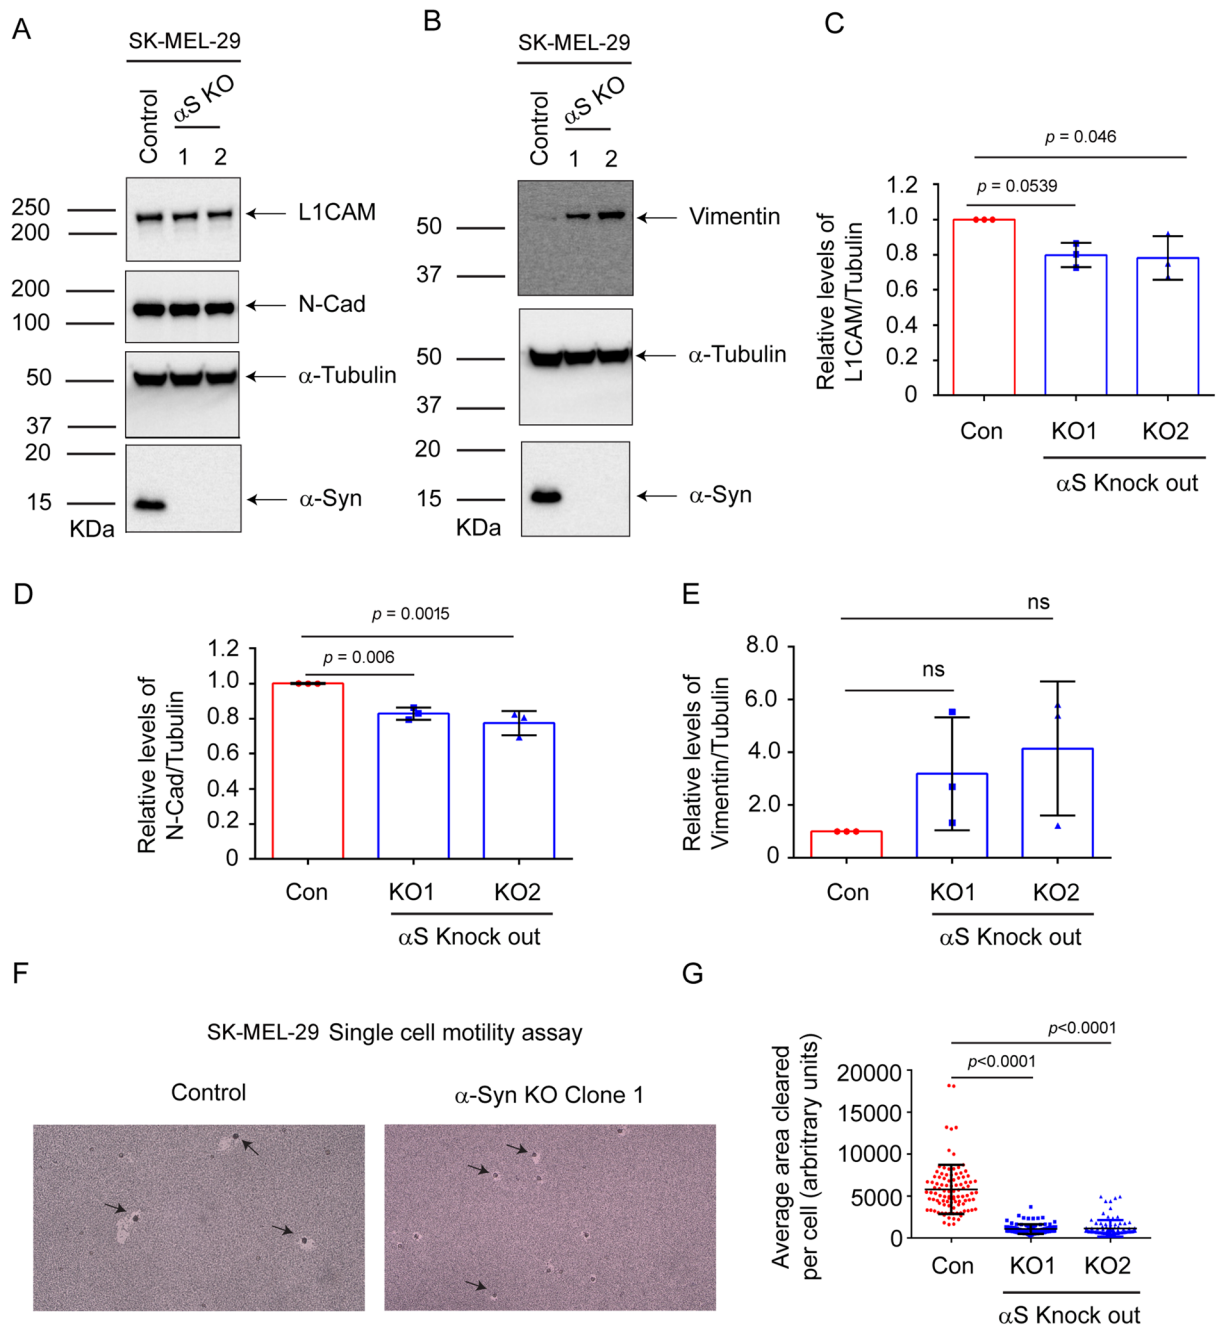 A
SK-MEL-29
Control
αS KO
1 2
250
200
L1CAM
200
100
N-Cad
50
37
α-Tubulin
20
15
KDa
α-Syn
B
SK-MEL-29
Control
αS KO
1 2
50
37
Vimentin
50
37
α-Tubulin
20
15
KDa
α-Syn
C
p = 0.046
p = 0.0539
Relative levels of
L1CAM/Tubulin
1.2
1.0
0.8
0.6
0.4
0.2
0
Con KO1 KO2
αS Knock out
D
p = 0.0015
p = 0.006
Relative levels of
N-Cad/Tubulin
1.2
1.0
0.8
0.6
0.4
0.2
0
Con KO1 KO2
αS Knock out
E
ns
ns
Relative levels of
Vimentin/Tubulin
8.0
6.0
4.0
2.0
0
Con KO1 KO2
αS Knock out
F
SK-MEL-29 Single cell motility assay
Control
α-Syn KO Clone 1
G
p<0.0001
p<0.0001
Average area cleared
per cell (arbritrary units)
20000
15000
10000
5000
0
Con KO1 KO2
αS Knock out